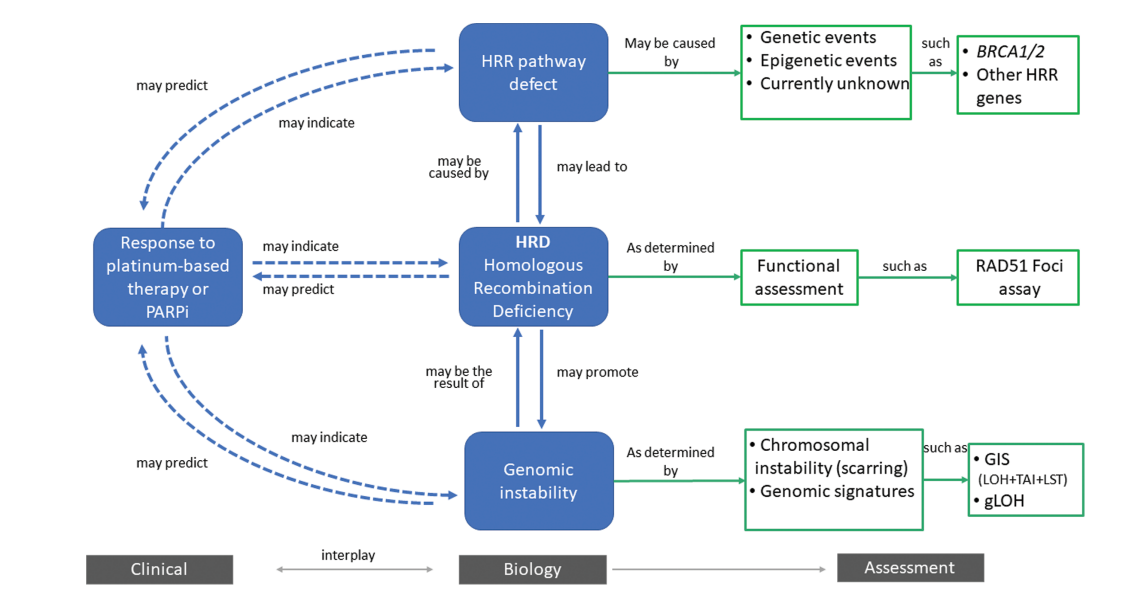 HRR pathway
defect
May be caused
by
• Genetic events
• Epigenetic events
• Currently unknown
such
as
• BRCA1/2
• Other HRR
genes
may predict
may indicate
may be
caused by
may lead to
Response to
platinum-based
therapy or
PARPi
may indicate
may predict
HRD
Homologous
Recombination
Deficiency
As determined
by
Functional
assessment
such as
RAD51 Foci
assay
may be the
result of
may promote
may indicate
may predict
Genomic
instability
As determined
by
• Chromosomal
instability (scarring)
• Genomic signatures
such as
• GIS
(LOH+TAI+LST)
• gLOH
Clinical
interplay
Biology
Assessment